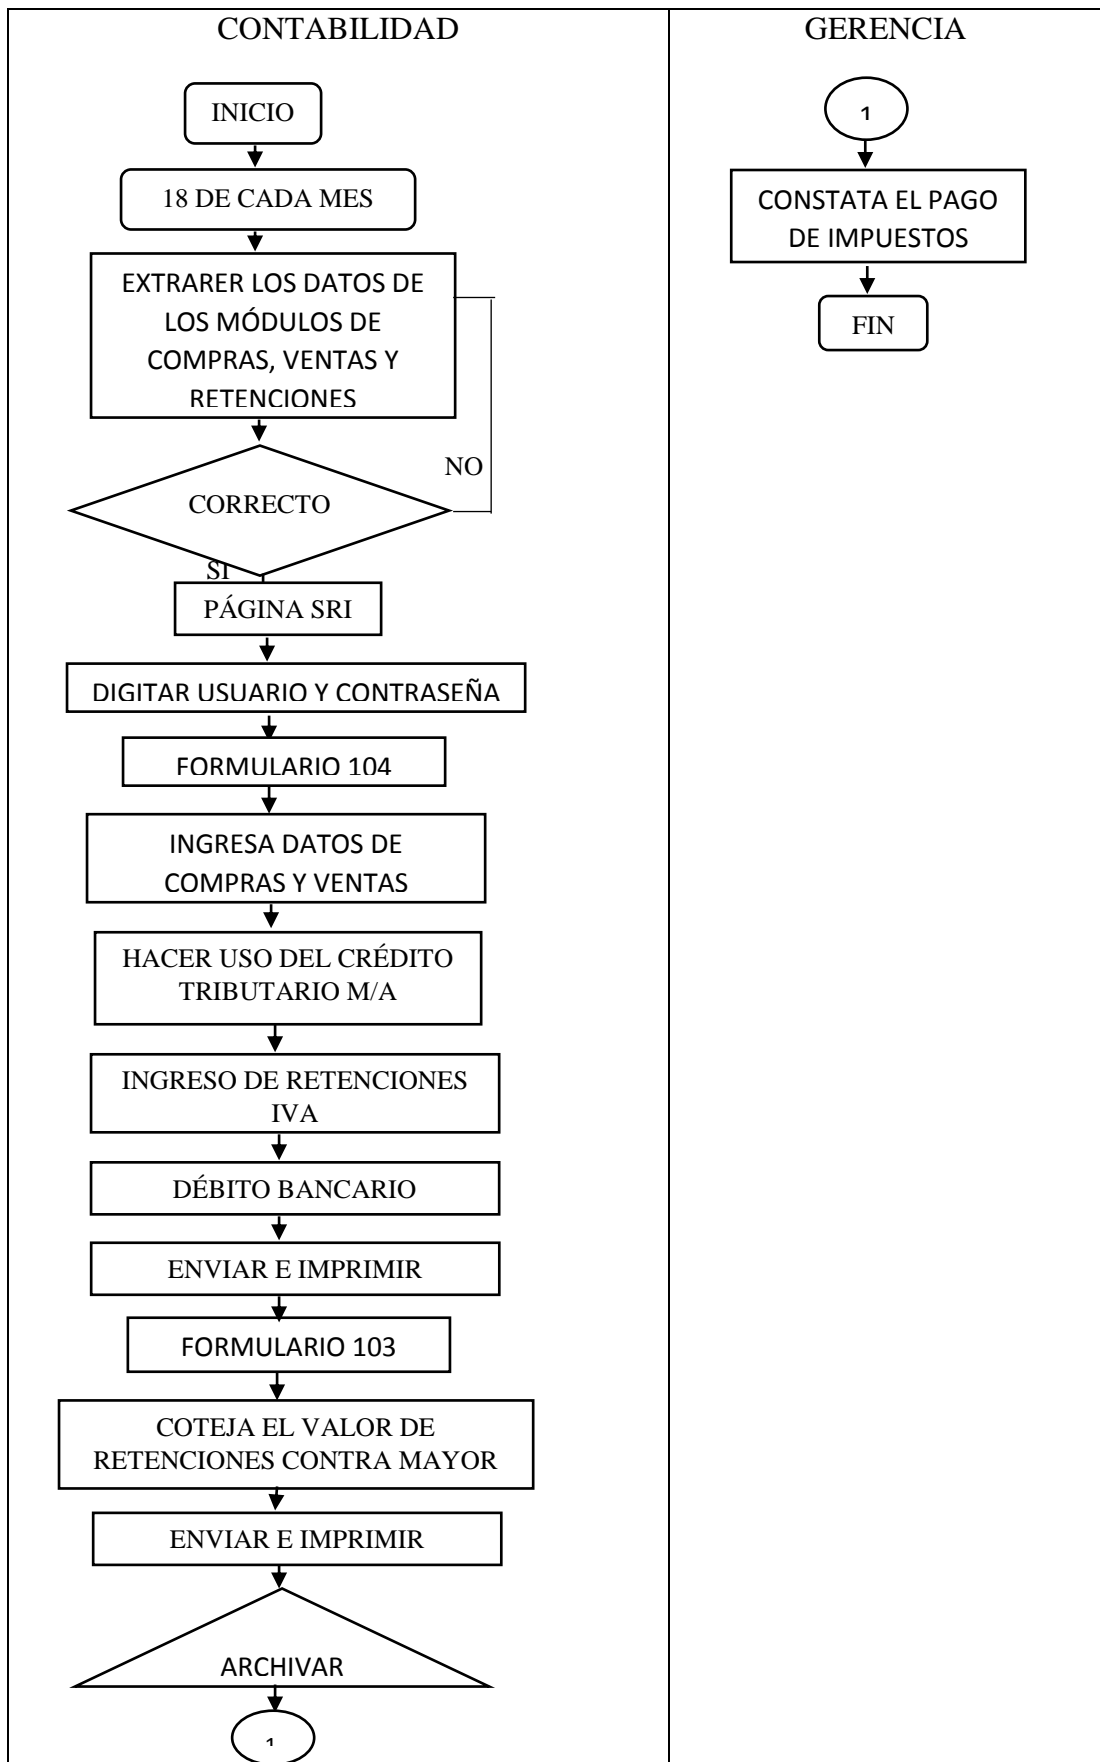 CONTABILIDAD
INICIO
18 DE CADA MES
EXTRARER LOS DATOS DE
LOS MÓDULOS DE
COMPRAS, VENTAS Y
RETENCIONES
NO
CORRECTO
SI
PÁGINA SRI
DIGITAR USUARIO Y CONTRASEÑA
FORMULARIO 104
INGRESA DATOS DE
COMPRAS Y VENTAS
HACER USO DEL CRÉDITO
TRIBUTARIO M/A
INGRESO DE RETENCIONES
IVA
DÉBITO BANCARIO
ENVIAR E IMPRIMIR
FORMULARIO 103
COTEJA EL VALOR DE
RETENCIONES CONTRA MAYOR
ENVIAR E IMPRIMIR
ARCHIVAR
1
GERENCIA
1
CONSTATA EL PAGO
DE IMPUESTOS
FIN